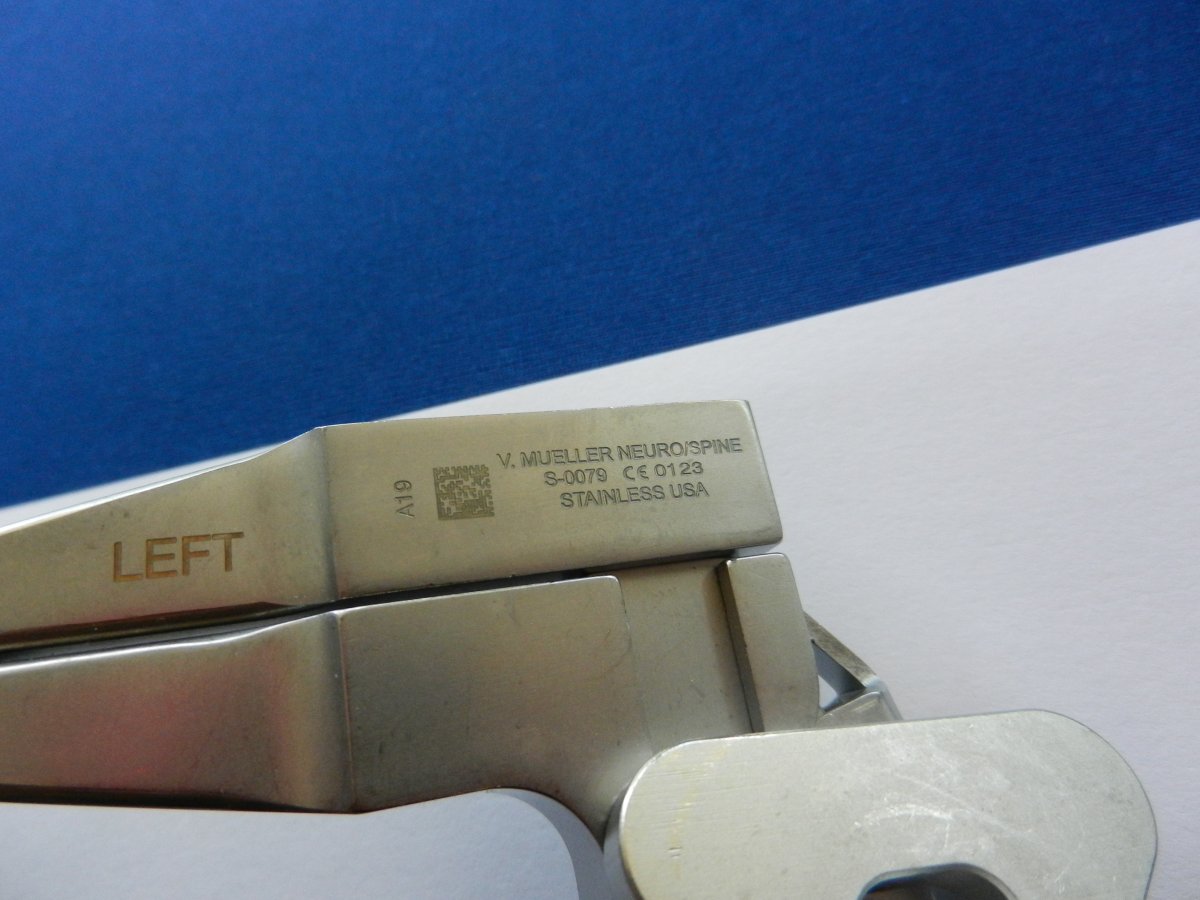 LEFT
A19
V. MUELLER NEURO/SPINE
S-0079 CE 0123
STAINLESS USA